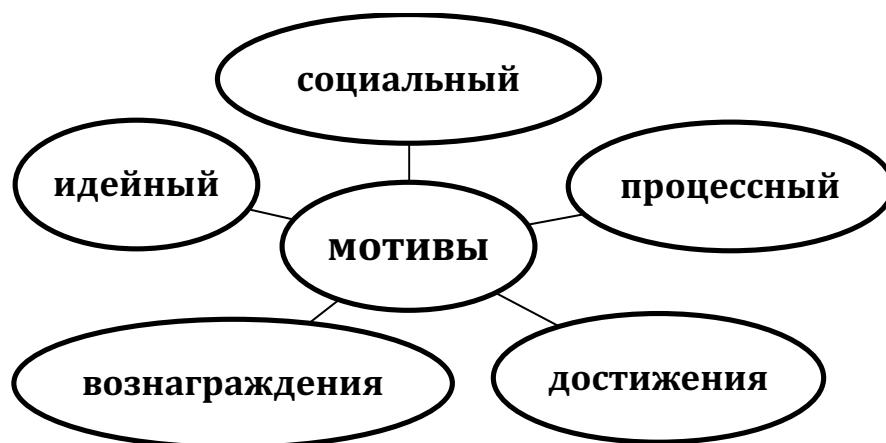 социальный
идейный
процессный
мотивы
вознаграждения
достижения